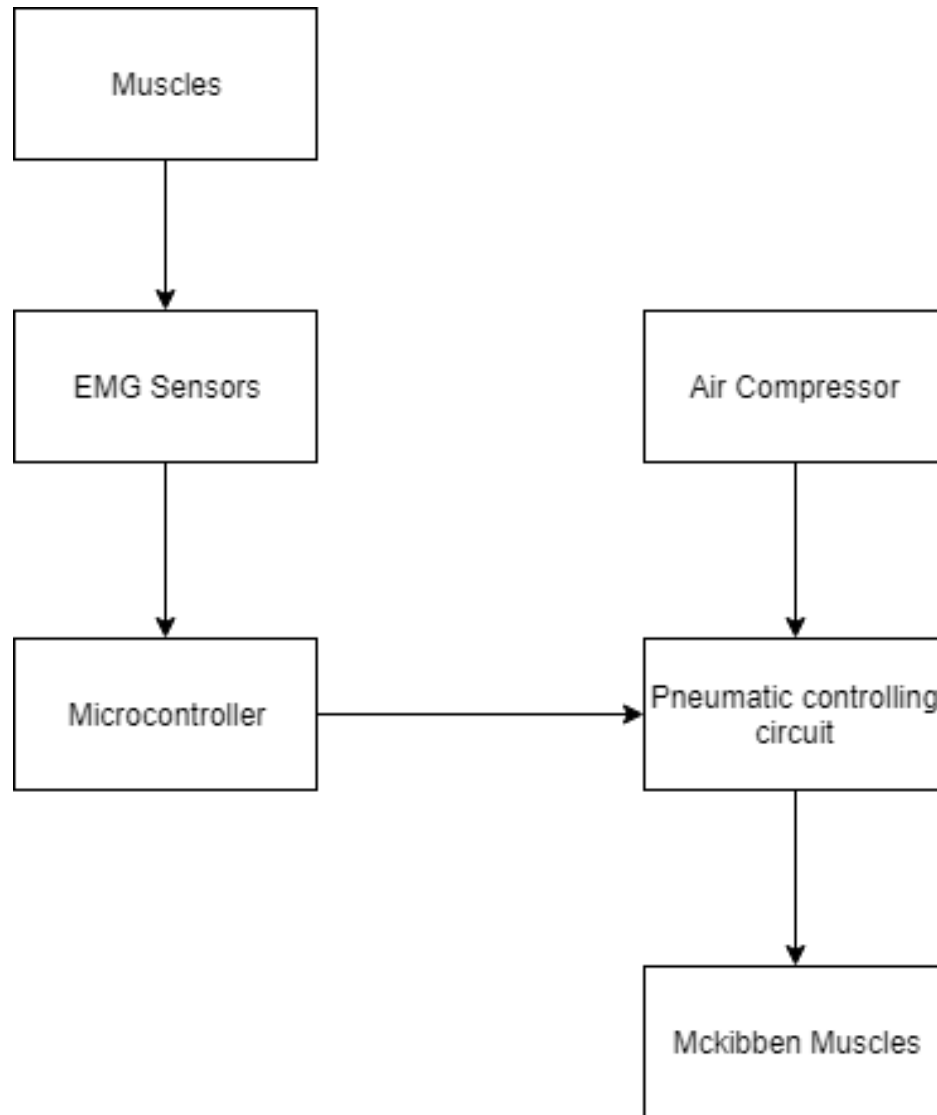 Muscles
EMG Sensors
Air Compressor
Microcontroller
Pneumatic controlling
circuit
Mckibben Muscles